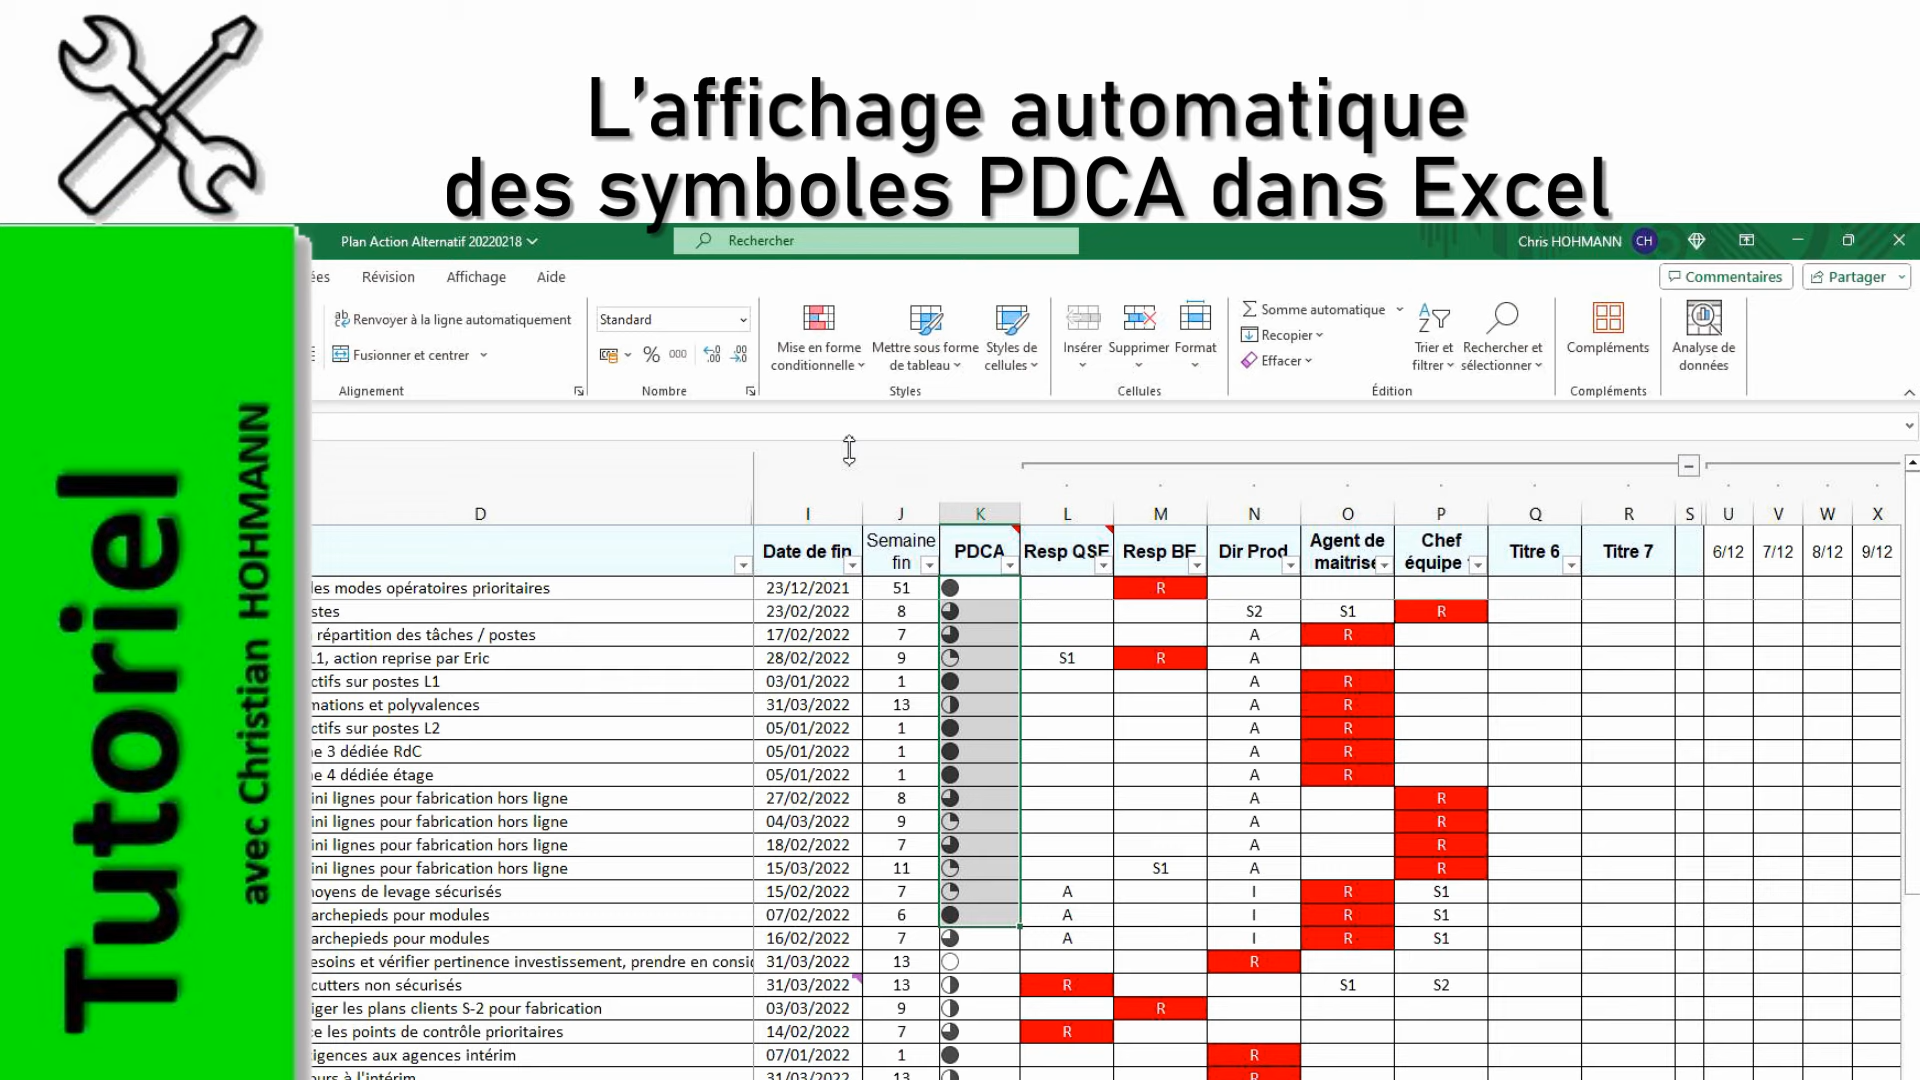 L'affichage automatique
des symboles PDCA dans Excel
Tutoriel
avec Christian HOHMANN
Plan Action Alternatif 20220218
Rechercher
Chris HOHMANN CH
ées Révision Affichage Aide
Commentaires Partager
Renvoyer à la ligne automatiquement
Fusionner et centrer
Alignement
Standard
% 000
Nombre
Mise en forme conditionnelle
Mettre sous forme de tableau
Styles de cellules
Styles
Insérer Supprimer Format
Cellules
Somme automatique
Recopier
Effacer
Trier et filtrer
Rechercher et sélectionner
Édition
Compléments
Compléments
Analyse de données
D I J K L M N O P Q R S U V W X
Date de fin Semaine fin PDCA Resp QSE Resp BE Dir Prod Agent de maitrise Chef équipe Titre 6 Titre 7 6/12 7/12 8/12 9/12
les modes opératoires prioritaires 23/12/2021 51 R
stes 23/02/2022 8 S2 S1 R
répartition des tâches / postes 17/02/2022 7 A R
L1, action reprise par Eric 28/02/2022 9 S1 R A
ctifs sur postes L1 03/01/2022 1 A R
mations et polyvalences 31/03/2022 13 A R
ctifs sur postes L2 05/01/2022 1 A R
e 3 dédiée RdC 05/01/2022 1 A R
e 4 dédiée étage 05/01/2022 1 A R
ini lignes pour fabrication hors ligne 27/02/2022 8 A R
ini lignes pour fabrication hors ligne 04/03/2022 9 A R
ini lignes pour fabrication hors ligne 18/02/2022 7 A R
ini lignes pour fabrication hors ligne 15/03/2022 11 S1 A R
moyens de levage sécurisés 15/02/2022 7 A I R S1
archepieds pour modules 07/02/2022 6 A I R S1
archepieds pour modules 16/02/2022 7 A I R S1
esoins et vérifier pertinence investissement, prendre en consid 31/03/2022 13 R
cutters non sécurisés 31/03/2022 13 R S1 S2
iger les plans clients S-2 pour fabrication 03/03/2022 9 R
e les points de contrôle prioritaires 14/02/2022 7 R
igences aux agences intérim 07/01/2022 1 R
ours à l'intérim 31/03/2022 13 R